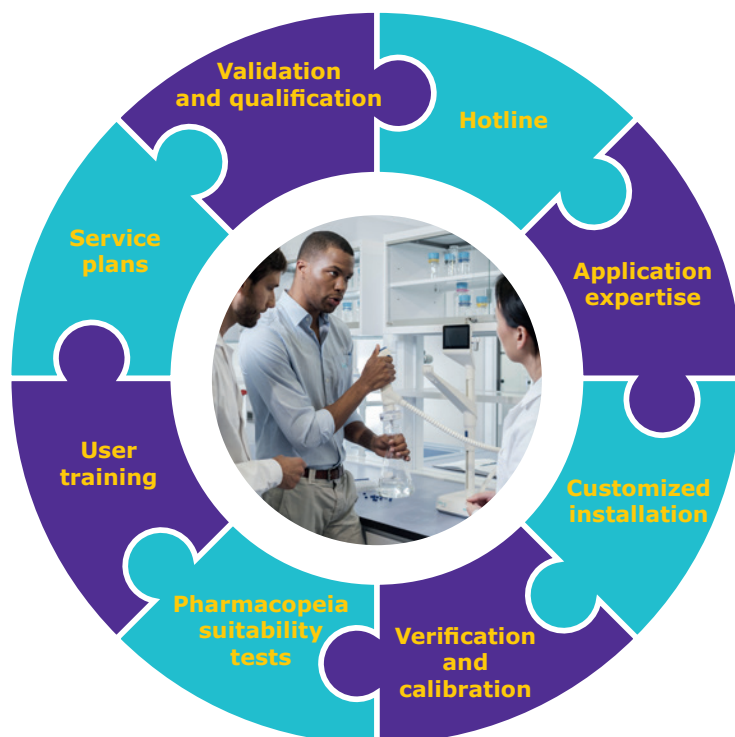 Validation
and qualification
Hotline
Application
expertise
Customized
installation
Verification
and
calibration
Pharmacopeia
suitability
tests
User
training
Service
plans